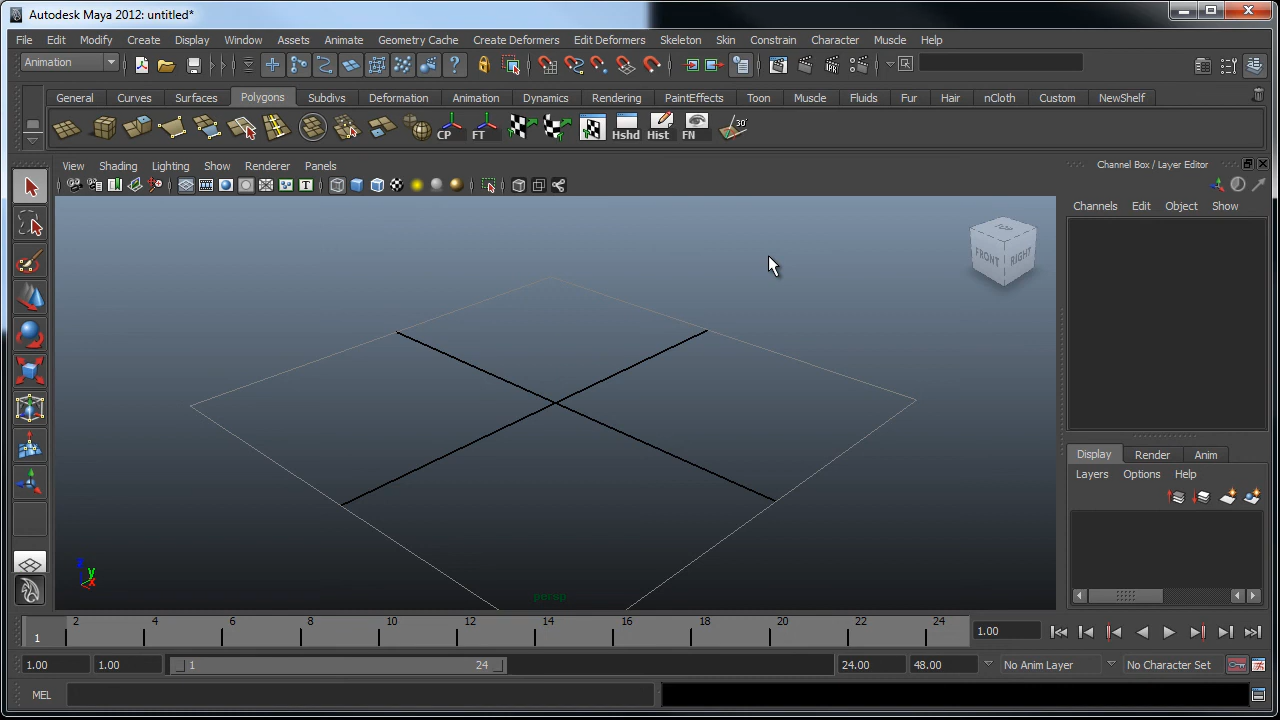 Autodesk Maya 2012: untitled*
File Edit Modify Create Display Window Assets Animate Geometry Cache Create Deformers Edit Deformers Skeleton Skin Constrain Character Muscle Help
Animation
General Curves Surfaces Polygons Subdivs Deformation Animation Dynamics Rendering PaintEffects Toon Muscle Fluids Fur Hair nCloth Custom NewShelf
CP FT Hshd Hist FN 30°
View Shading Lighting Show Renderer Panels
Channel Box / Layer Editor
Channels Edit Object Show
TOP
FRONT RIGHT
Display Render Anim
Layers Options Help
z
y
x
persp
1 2 4 6 8 10 12 14 16 18 20 22 24 1.00
1.00 1.00 1 24 24.00 48.00 No Anim Layer No Character Set
MEL